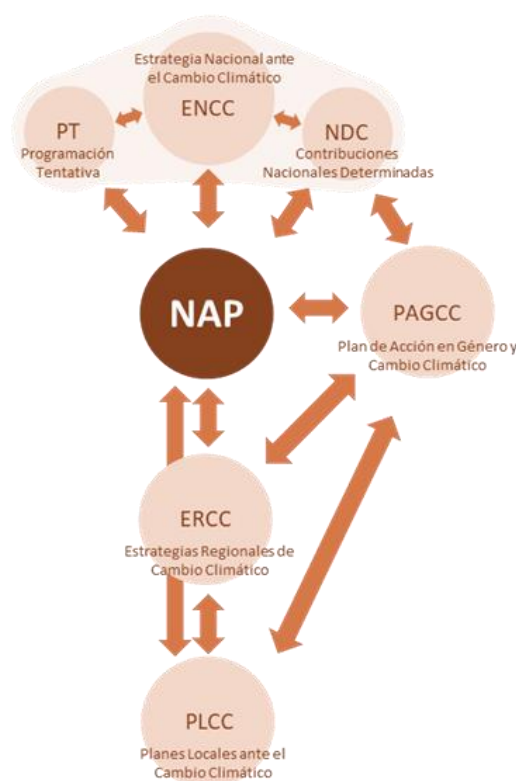 Estrategia Nacional ante
el Cambio Climático
ENCC
PT
Programación
Tentativa
NDC
Contribuciones
Nacionales Determinadas
NAP
PAGCC
Plan de Acción en Género y
Cambio Climático
ERCC
Estrategias Regionales de
Cambio Climático
PLCC
Planes Locales ante el
Cambio Climático